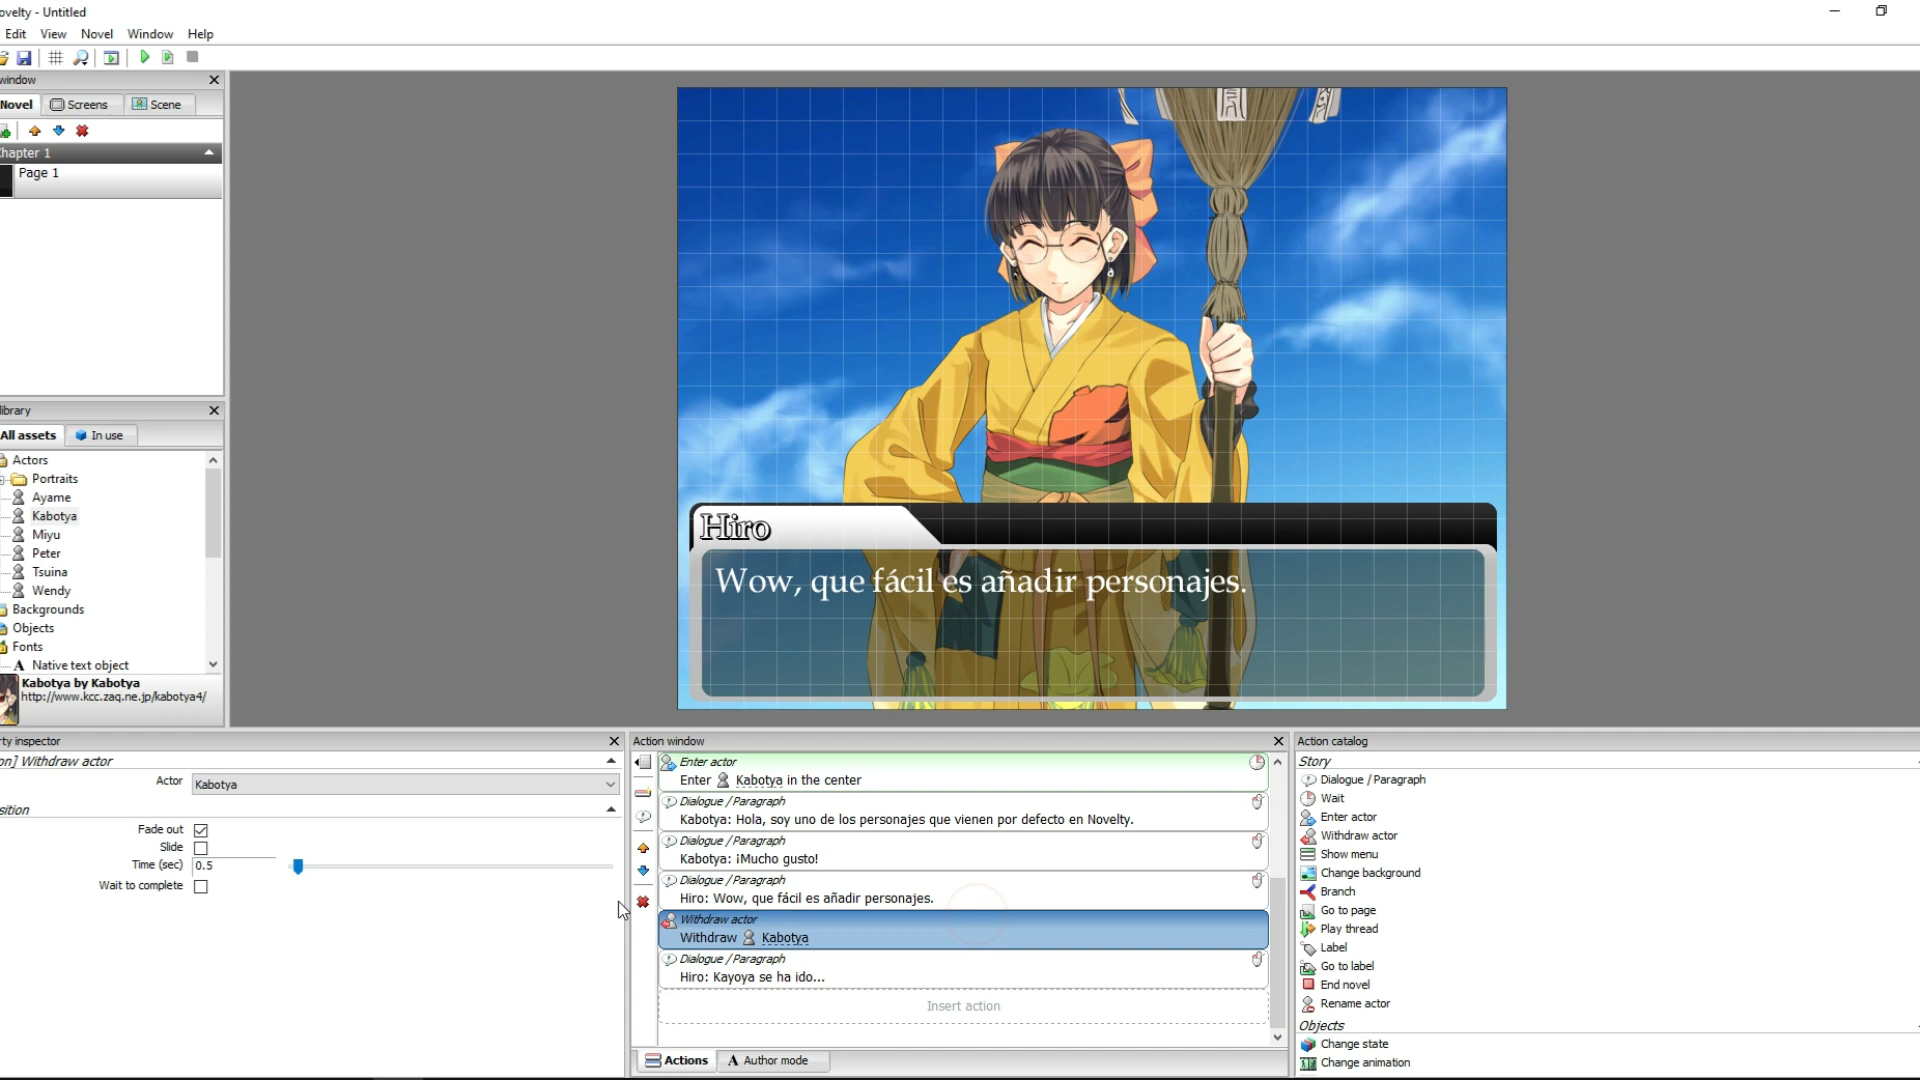 ovelty - Untitled
Edit View Novel Window Help
window
Novel Screens Scene
hapter 1
Page 1
ibrary
All assets In use
Actors
Portraits
Ayame
Kabotya
Miyu
Peter
Tsuina
Wendy
Backgrounds
Objects
Fonts
A Native text object
Kabotya by Kabotya
http://www.kcc.zaq.ne.jp/kabotya4/
Hiro
Wow, que fácil es añadir personajes.
ty inspector
on] Withdraw actor
Actor Kabotya
sition
Fade out
Slide
Time (sec) 0.5
Wait to complete
Action window
Enter actor
Enter Kabotya in the center
Dialogue / Paragraph
Kabotya: Hola, soy uno de los personajes que vienen por defecto en Novelty.
Dialogue / Paragraph
Kabotya: ¡Mucho gusto!
Dialogue / Paragraph
Hiro: Wow, que fácil es añadir personajes.
Withdraw actor
Withdraw Kabotya
Dialogue / Paragraph
Hiro: Kayoya se ha ido...
Insert action
Actions A Author mode
Action catalog
Story
Dialogue / Paragraph
Wait
Enter actor
Withdraw actor
Show menu
Change background
Branch
Go to page
Play thread
Label
Go to label
End novel
Rename actor
Objects
Change state
Change animation